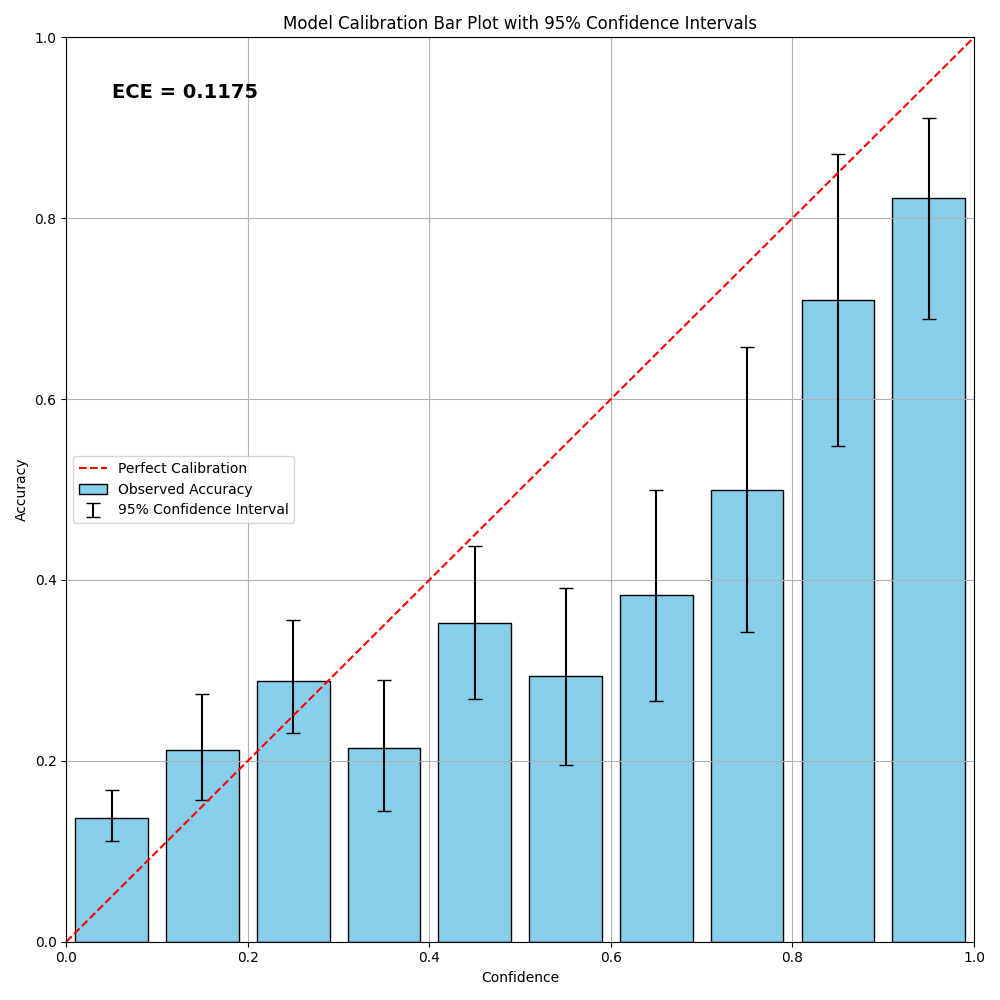 Model Calibration Bar Plot with 95% Confidence Intervals
ECE = 0.1175
Accuracy
1.0
0.8
0.6
0.4
0.2
0.0
Perfect Calibration
Observed Accuracy
95% Confidence Interval
0.0 0.2 0.4 0.6 0.8 1.0
Confidence